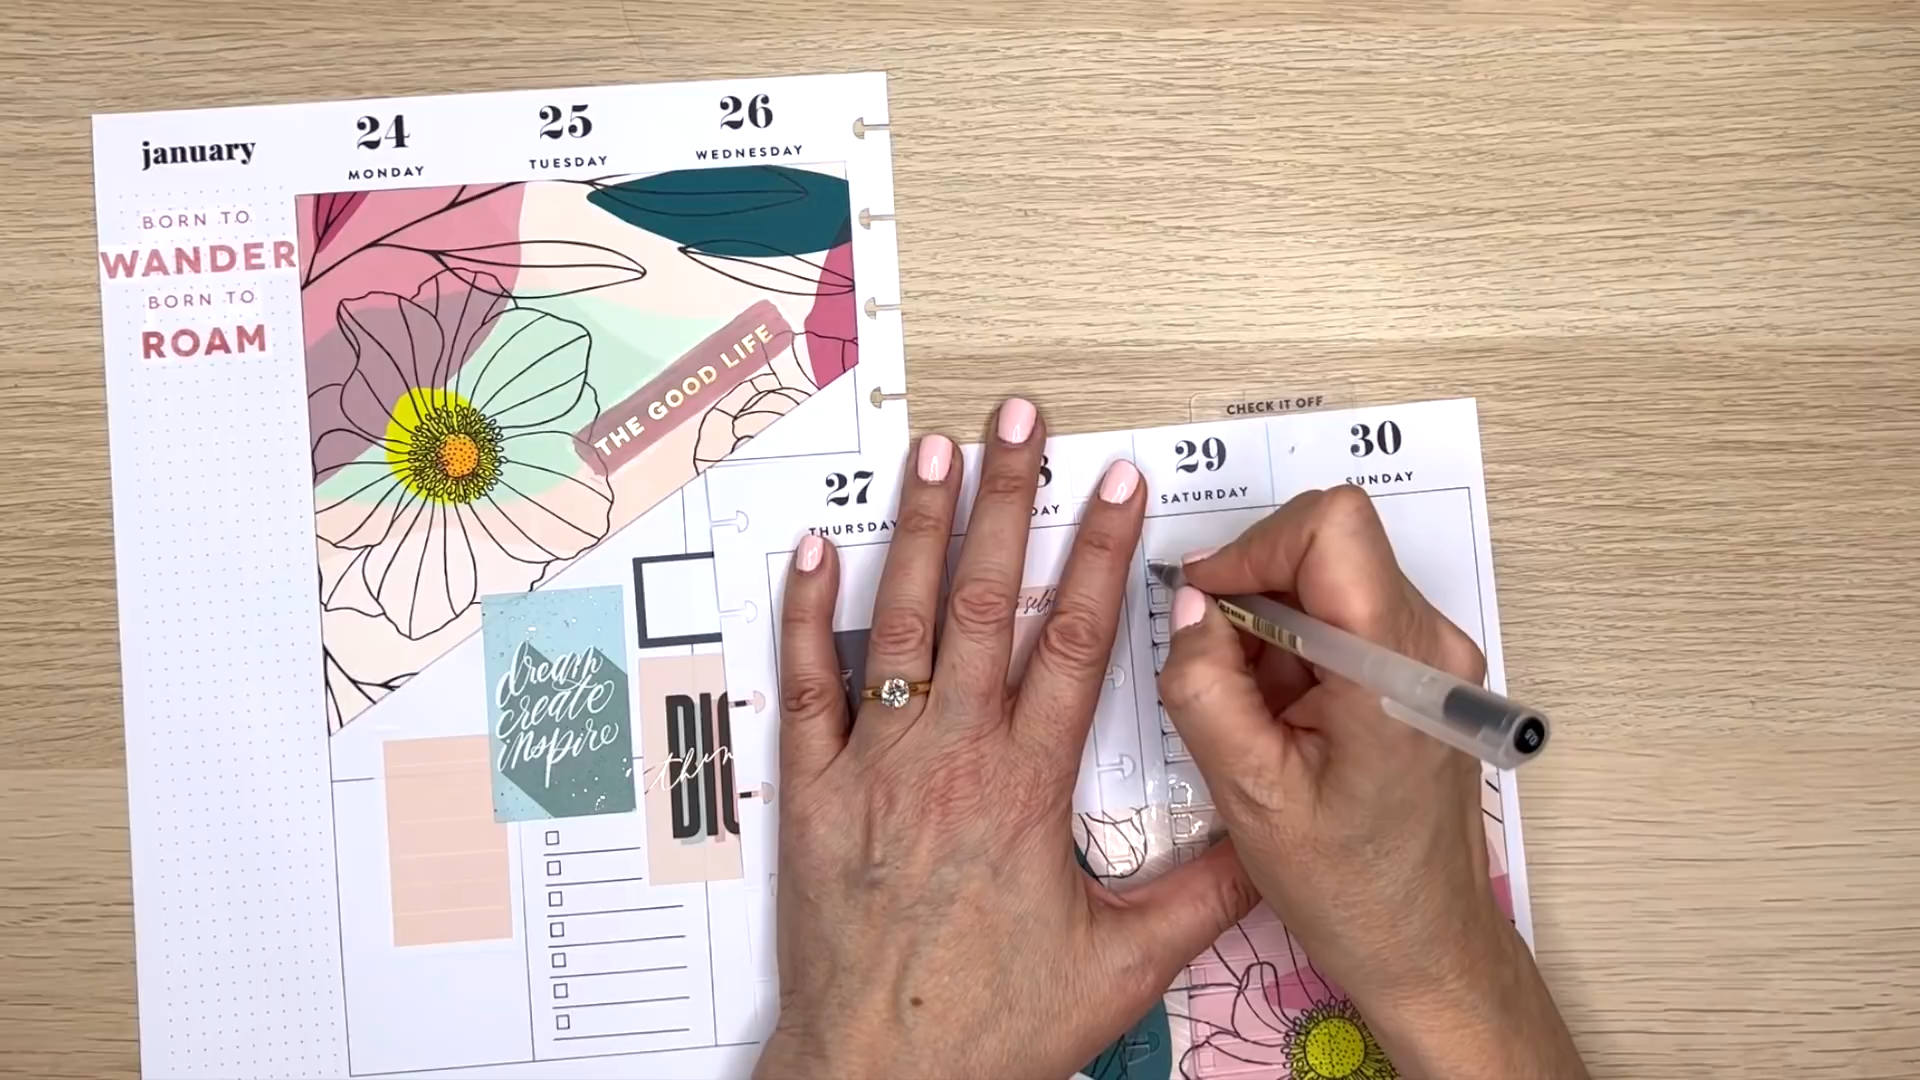 january
24
MONDAY
25
TUESDAY
26
WEDNESDAY
BORN TO
WANDER
BORN TO
ROAM
THE GOOD LIFE
dream
create
inspire
CHECK IT OFF
27
THURSDAY
29
SATURDAY
30
SUNDAY